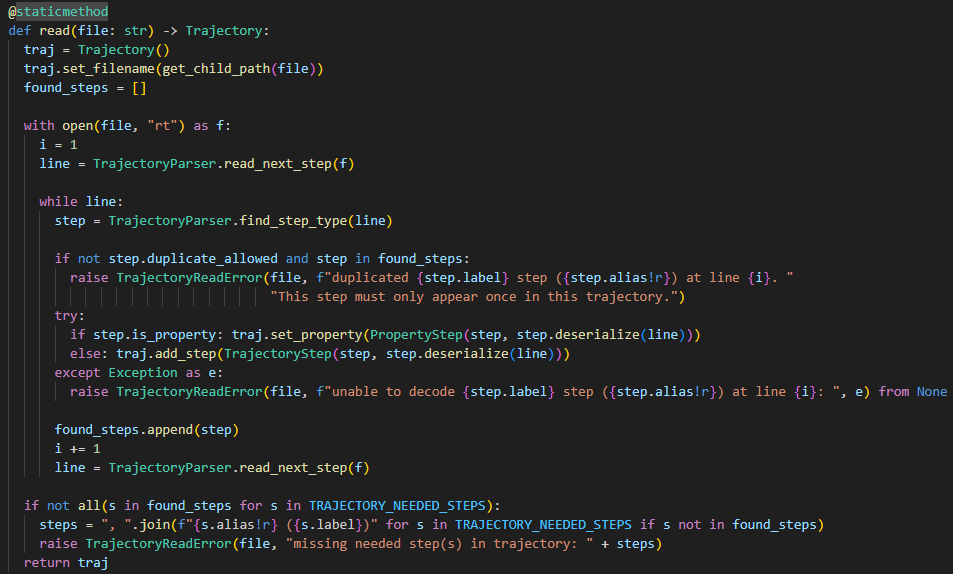 @staticmethod
def read(file: str) -> Trajectory:
  traj = Trajectory()
  traj.set_filename(get_child_path(file))
  found_steps = []

  with open(file, "rt") as f:
    i = 1
    line = TrajectoryParser.read_next_step(f)

    while line:
      step = TrajectoryParser.find_step_type(line)

      if not step.duplicate_allowed and step in found_steps:
        raise TrajectoryReadError(file, f"duplicated {step.label} step ({step.alias!r}) at line {i}. "
                                  "This step must only appear once in this trajectory.")
      try:
        if step.is_property: traj.set_property(PropertyStep(step, step.deserialize(line)))
        else: traj.add_step(TrajectoryStep(step, step.deserialize(line)))
      except Exception as e:
        raise TrajectoryReadError(file, f"unable to decode {step.label} step ({step.alias!r}) at line {i}: ", e) from None

      found_steps.append(step)
      i += 1
      line = TrajectoryParser.read_next_step(f)

  if not all(s in found_steps for s in TRAJECTORY_NEEDED_STEPS):
    steps = ", ".join(f"{s.alias!r} ({s.label})" for s in TRAJECTORY_NEEDED_STEPS if s not in found_steps)
    raise TrajectoryReadError(file, "missing needed step(s) in trajectory: " + steps)
  return traj